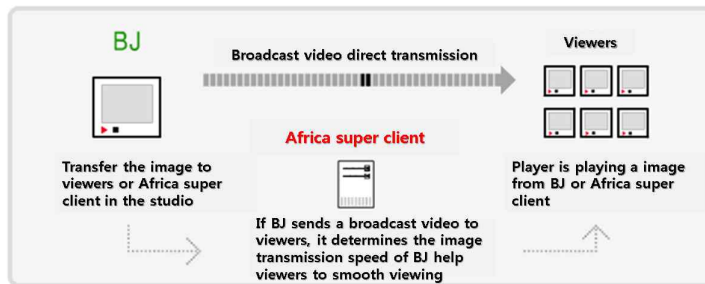 BJ
Broadcast video direct transmission
Viewers
Africa super client
Transfer the image to
viewers or Africa super
client in the studio
If BJ sends a broadcast video to
viewers, it determines the image
transmission speed of BJ help
viewers to smooth viewing
Player is playing a image
from BJ or Africa super
client